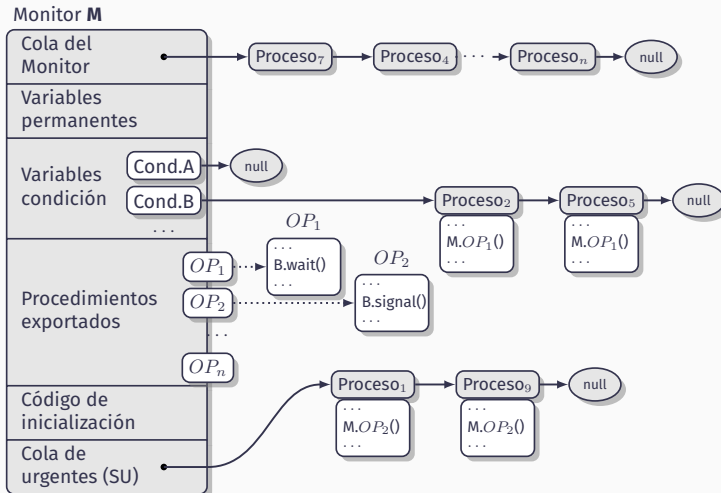 Monitor M
Cola del
Monitor
Proceso₇
Proceso₄
...
Procesoₙ
null
Variables
permanentes
Variables
condición
Cond.A
null
Cond.B
...
Proceso₂
...
M.OP₁()
...
Proceso₅
...
M.OP₁()
...
null
Procedimientos
exportados
OP₁
OP₁
...
B.wait()
...
OP₂
OP₂
...
B.signal()
...
...
OPₙ
Código de
inicialización
Cola de
urgentes (SU)
Proceso₁
...
M.OP₂()
...
Proceso₉
...
M.OP₂()
...
null